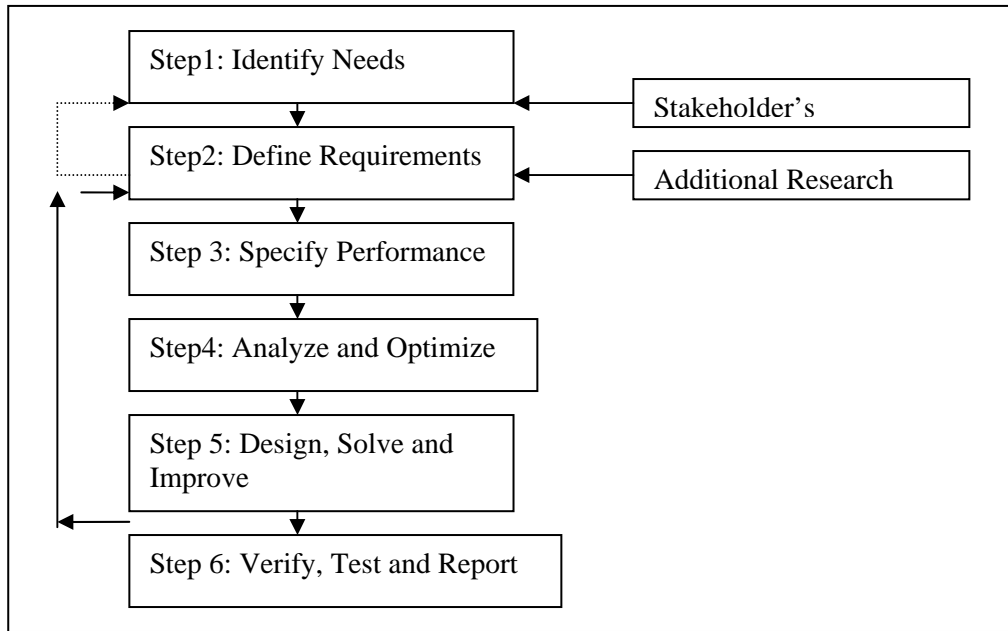 Step1: Identify Needs
Stakeholder's
Step2: Define Requirements
Additional Research
Step 3: Specify Performance
Step4: Analyze and Optimize
Step 5: Design, Solve and
Improve
Step 6: Verify, Test and Report